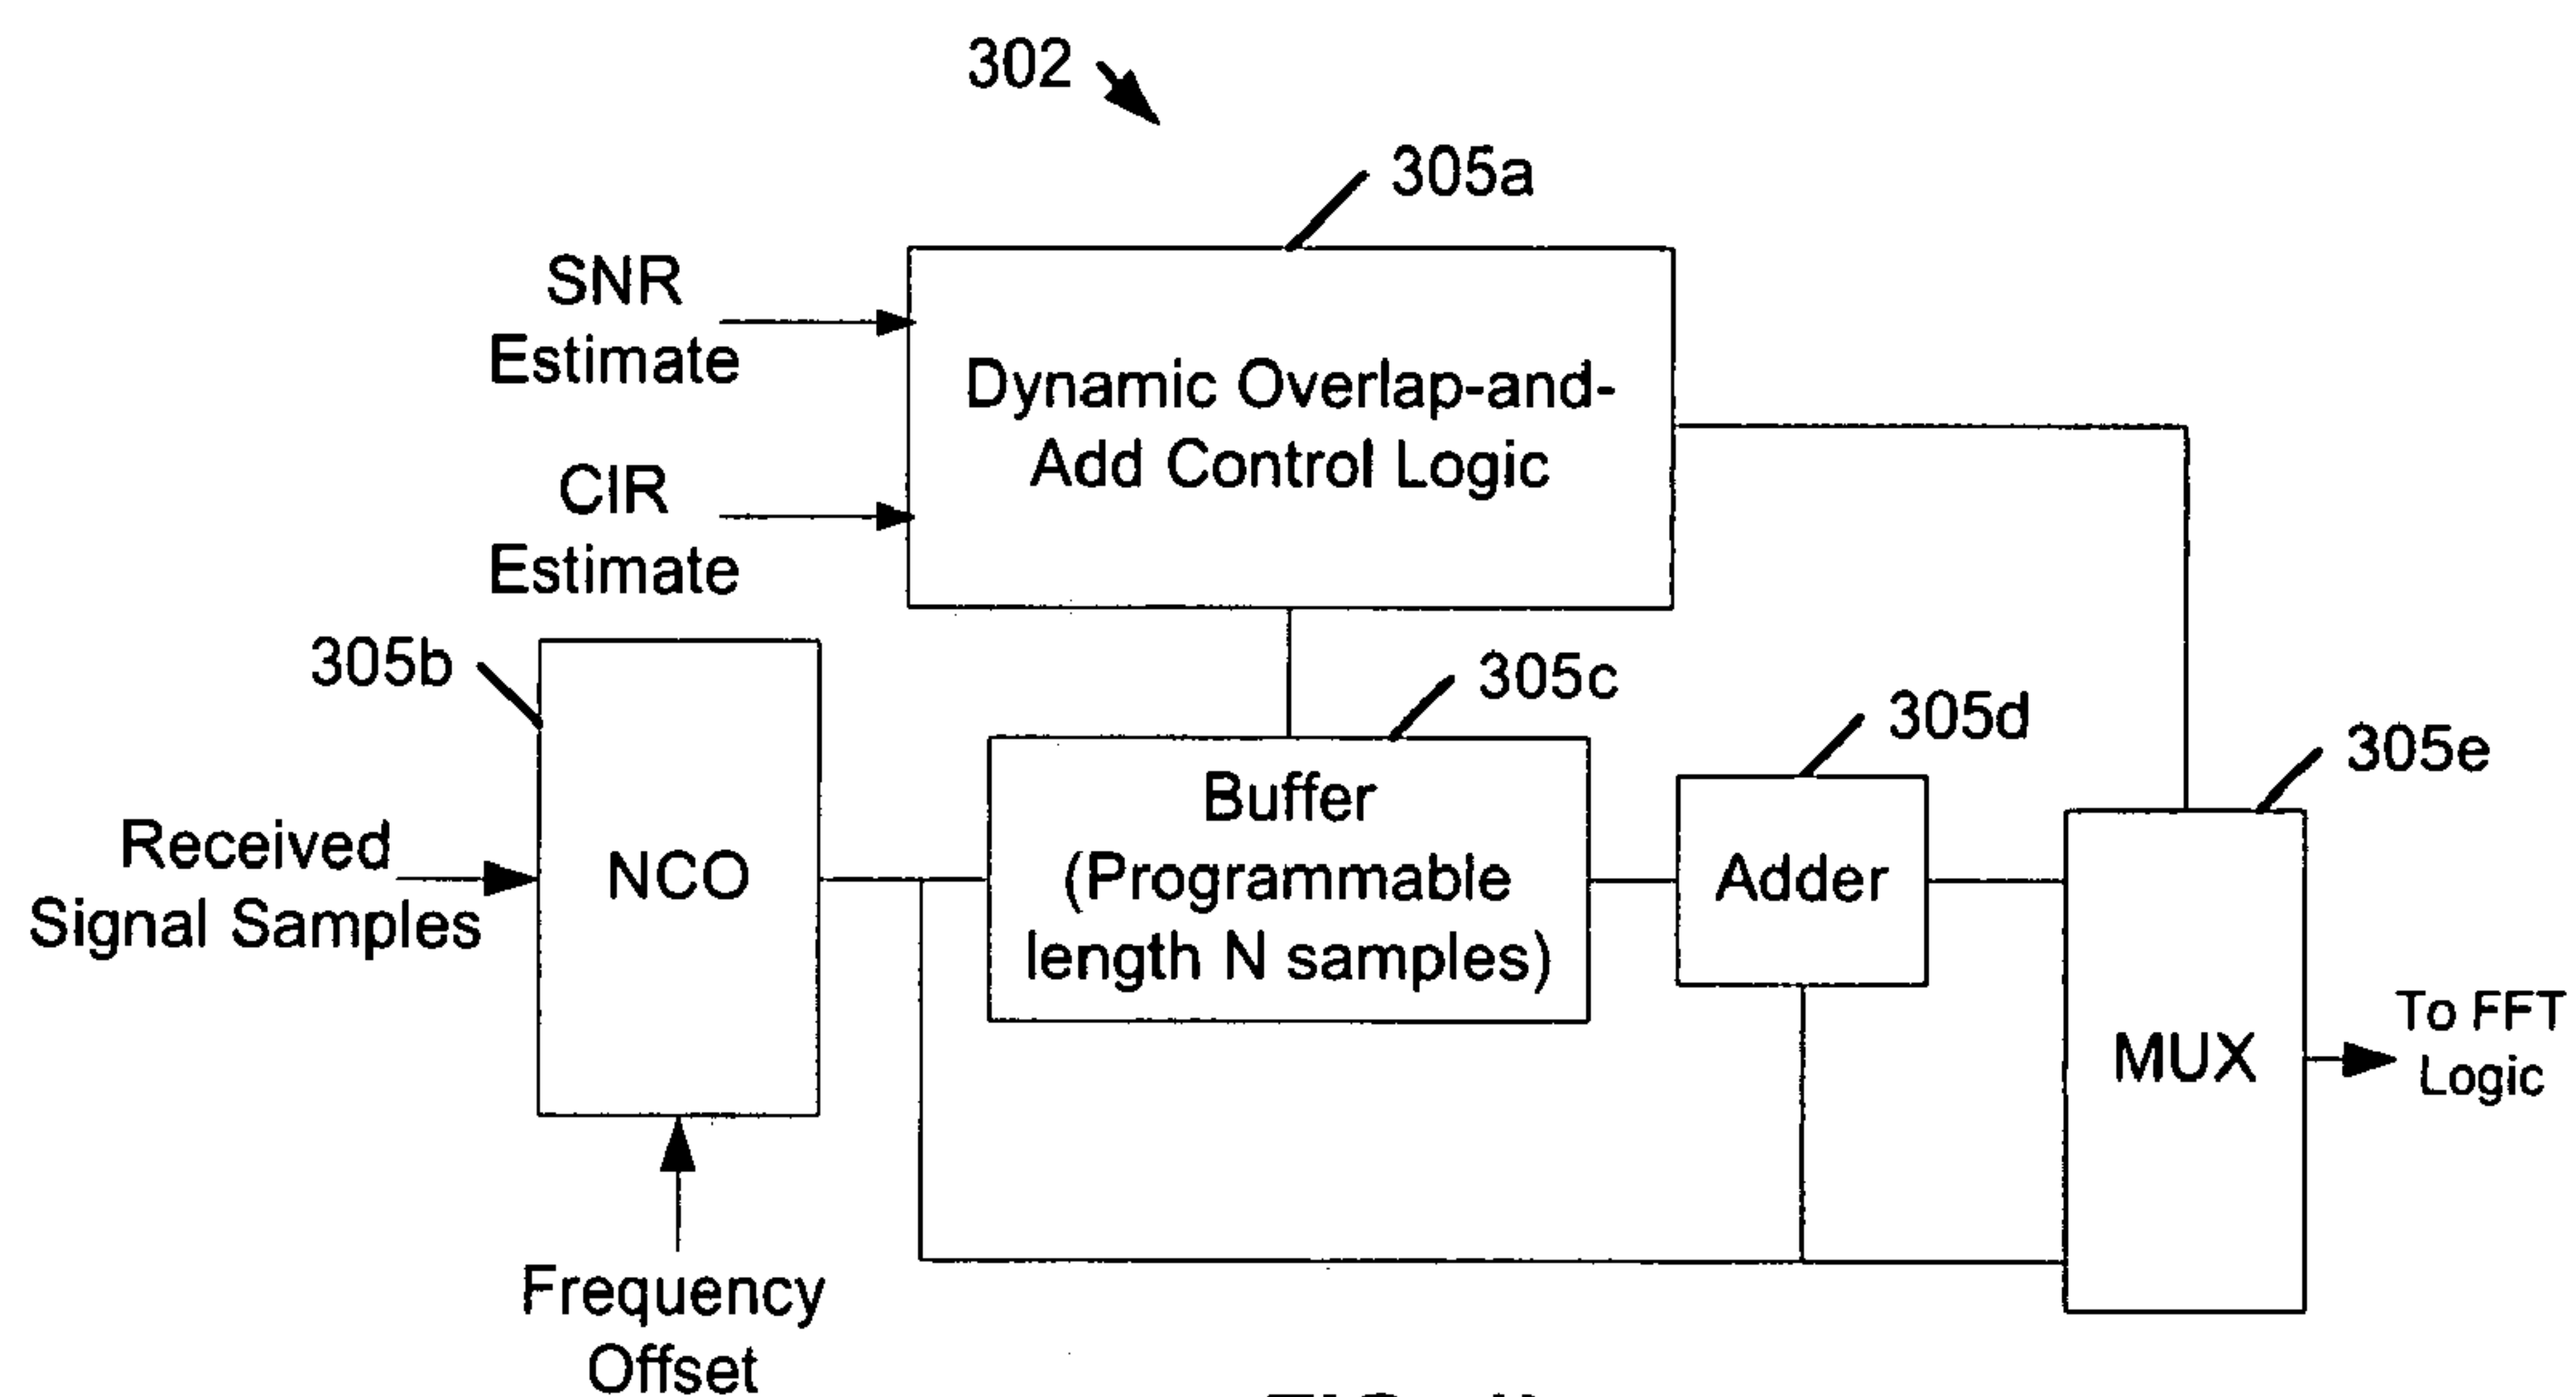 302
305a
SNR
Estimate
Dynamic Overlap-and-
Add Control Logic
CIR
Estimate
305b
305c
305d
305e
Received
Signal Samples
NCO
Buffer
(Programmable
length N samples)
Adder
MUX
To FFT
Logic
Frequency
Offset